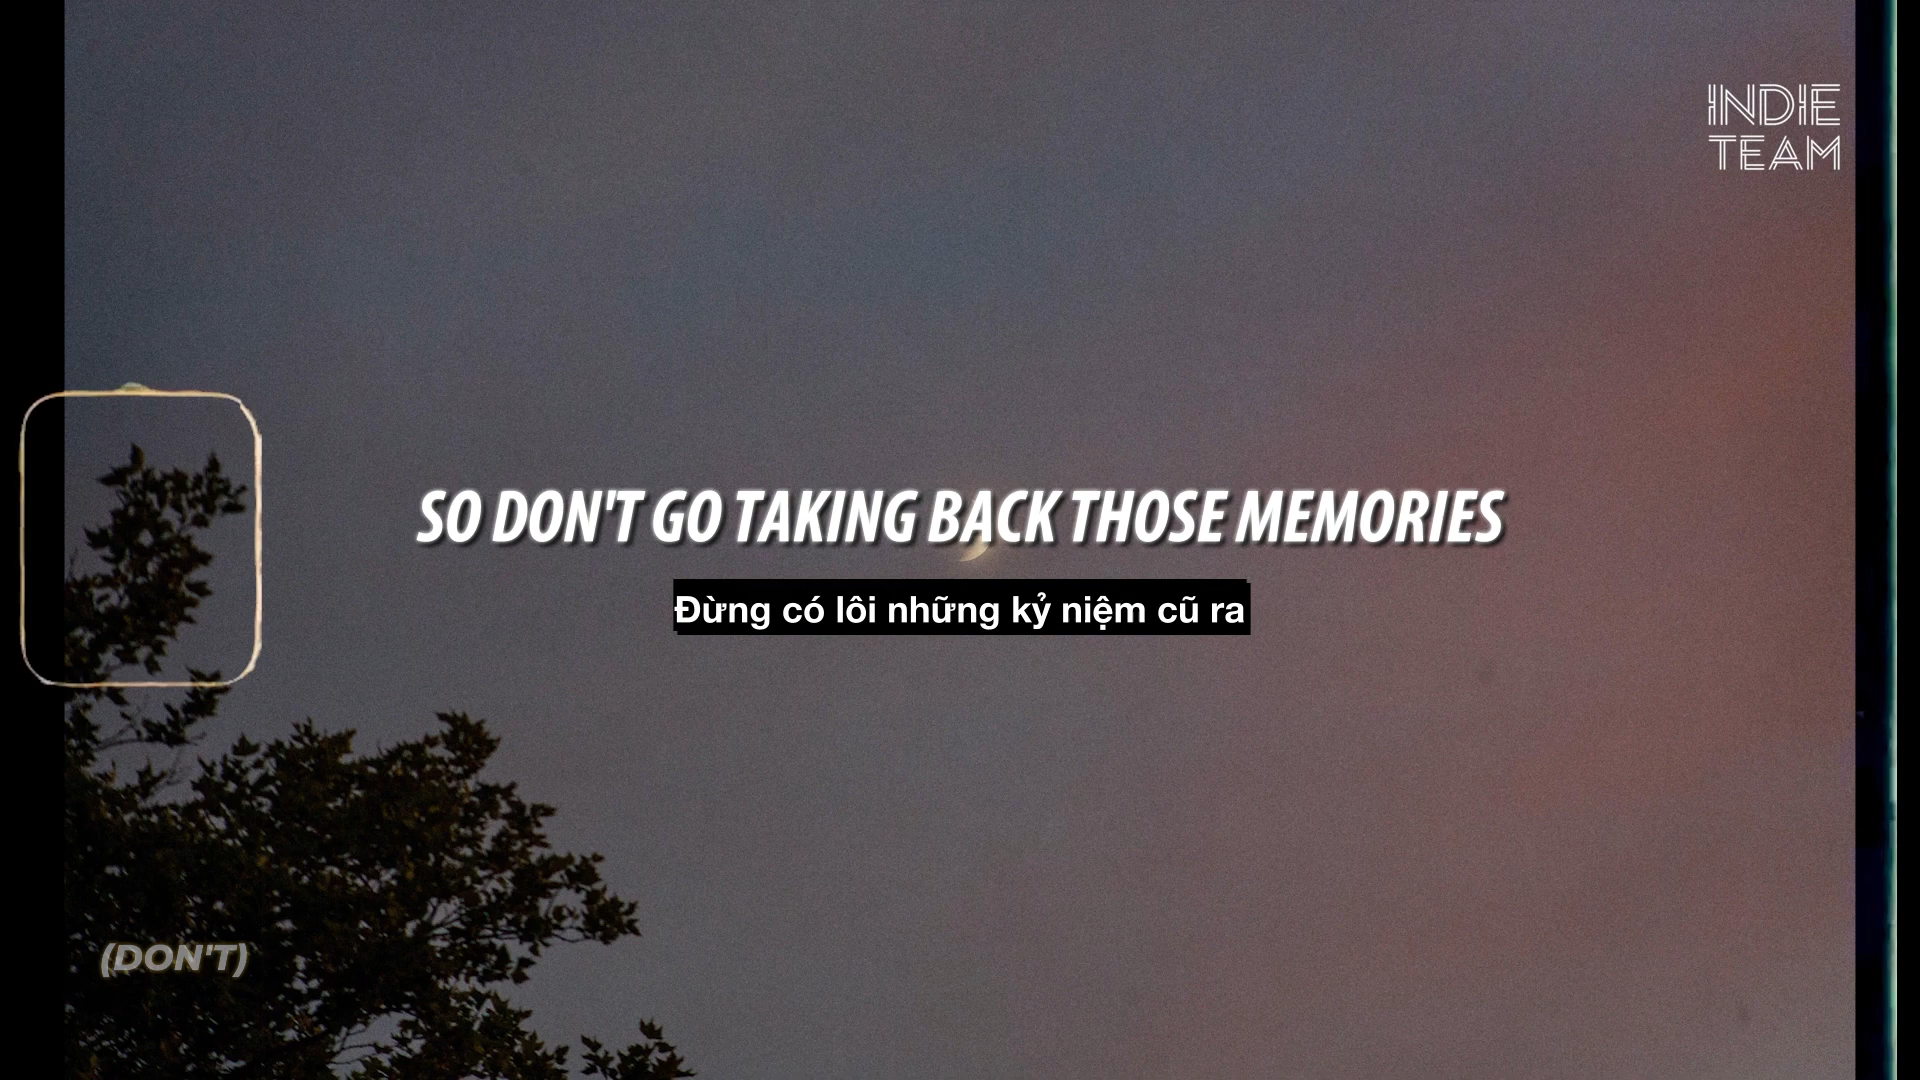 INDIE
TEAM
SO DON'T GO TAKING BACK THOSE MEMORIES
Đừng có lôi những kỷ niệm cũ ra
(DON'T)